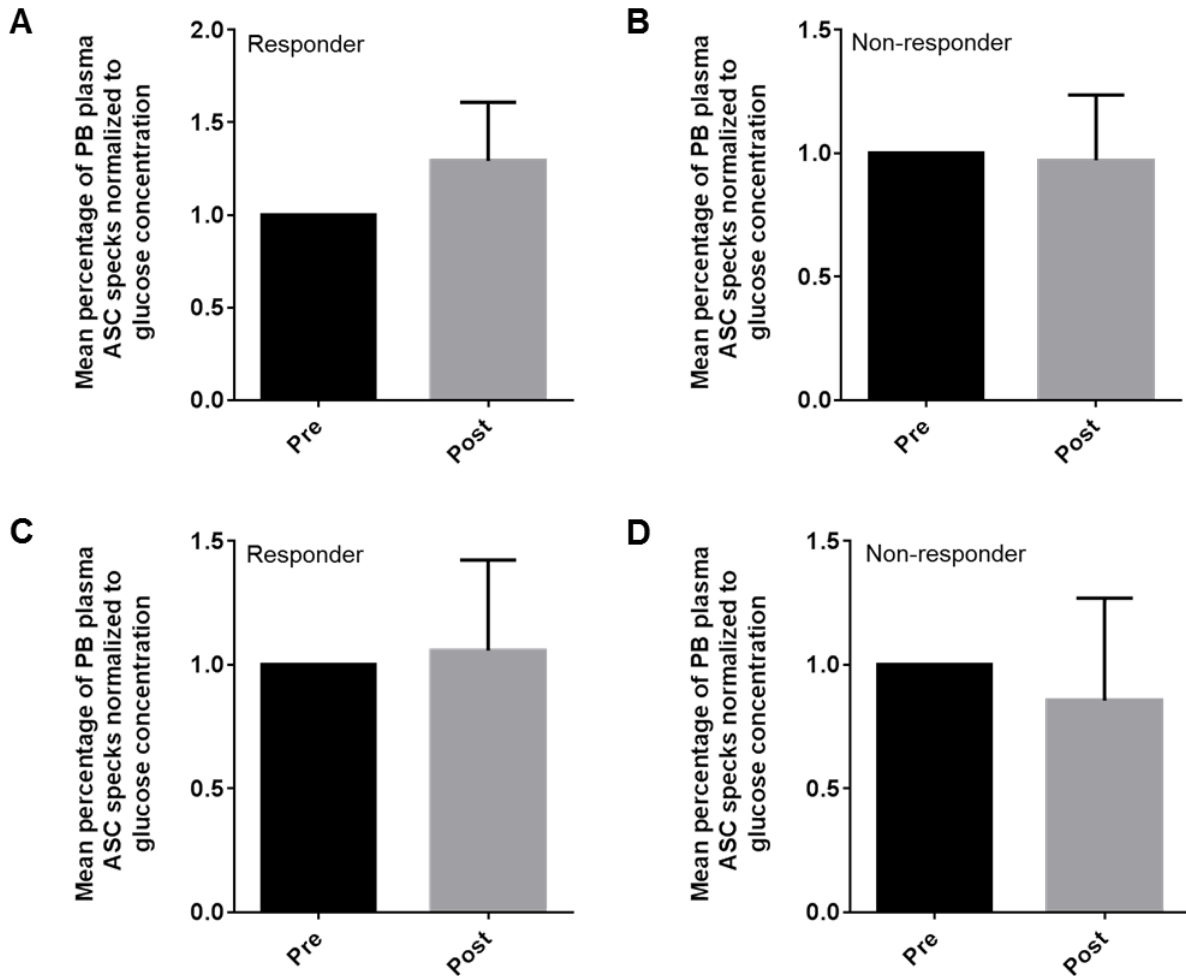 A
Mean percentage of PB plasma
ASC specks normalized to
glucose concentration
2.0
1.5
1.0
0.5
0.0
Responder
Pre
Post
B
Mean percentage of PB plasma
ASC specks normalized to
glucose concentration
1.5
1.0
0.5
0.0
Non-responder
Pre
Post
C
Mean percentage of PB plasma
ASC specks normalized to
glucose concentration
1.5
1.0
0.5
0.0
Responder
Pre
Post
D
Mean percentage of PB plasma
ASC specks normalized to
glucose concentration
1.5
1.0
0.5
0.0
Non-responder
Pre
Post